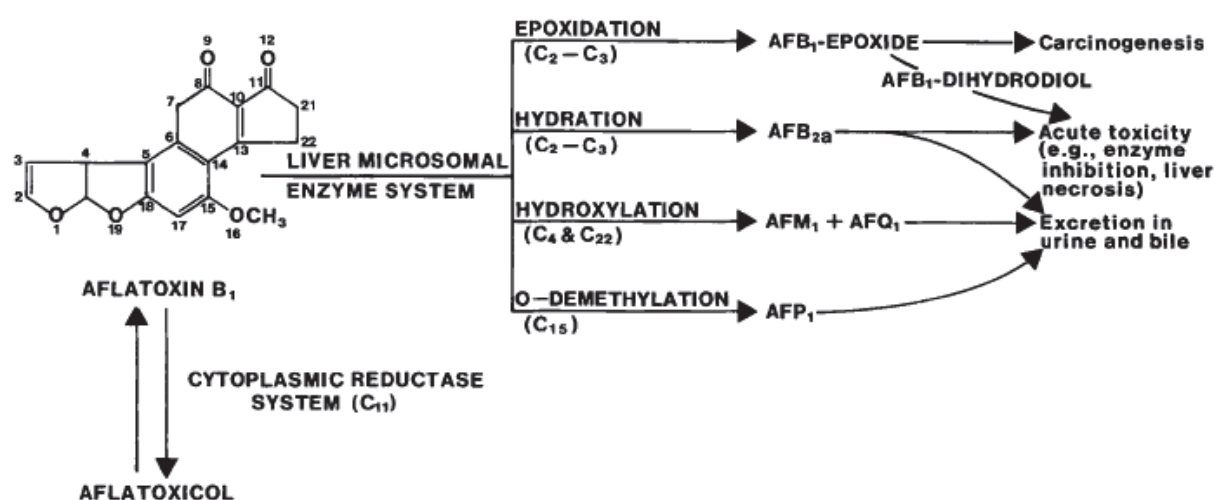 9
12
O
O
8
11
7
10
21
6
13
22
3
4
5
14
2
O
O
18
17
15
OCH₃
16
1
19
AFLATOXIN B₁
CYTOPLASMIC REDUCTASE
SYSTEM (C₁₁)
AFLATOXICOL
LIVER MICROSOMAL
ENZYME SYSTEM
EPOXIDATION
(C₂–C₃)
AFB₁-EPOXIDE
Carcinogenesis
AFB₁-DIHYDRODIOL
HYDRATION
(C₂–C₃)
AFB₂ₐ
Acute toxicity
(e.g., enzyme
inhibition, liver
necrosis)
HYDROXYLATION
(C₄ & C₂₂)
AFM₁ + AFQ₁
Excretion in
urine and bile
O–DEMETHYLATION
(C₁₅)
AFP₁